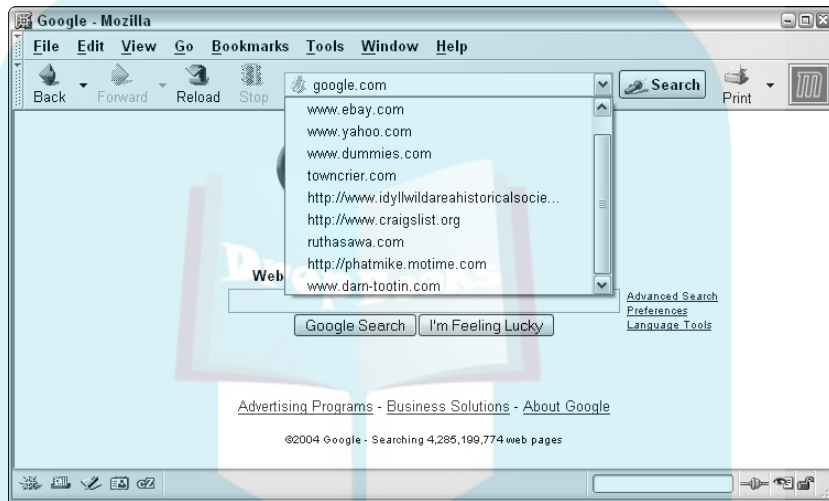 Google - Mozilla
File Edit View Go Bookmarks Tools Window Help
Back Forward Reload Stop google.com Search Print
www.ebay.com
www.yahoo.com
www.dummies.com
towncrier.com
http://www.idyllwildareahistoricalsocie...
http://www.craigslist.org
ruthasawa.com
http://phatmike.motime.com
Web
www.darn-tootin.com
Advanced Search
Preferences
Language Tools
Google Search I'm Feeling Lucky
Advertising Programs - Business Solutions - About Google
©2004 Google - Searching 4,285,199,774 web pages
DropBooks